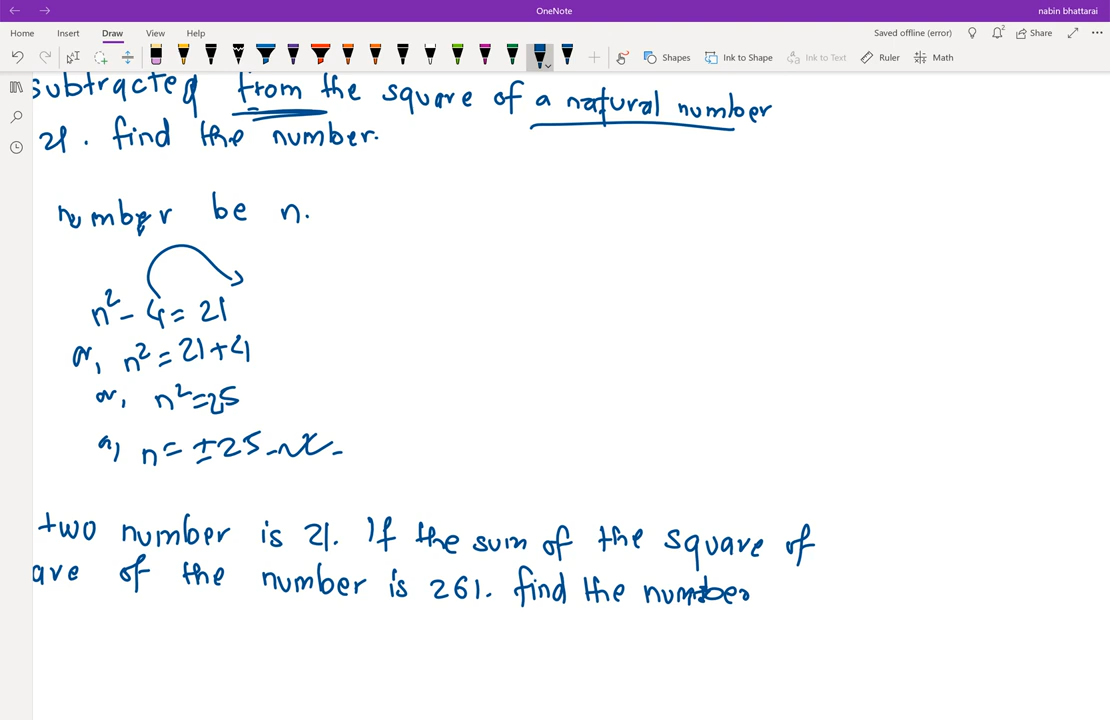 OneNote
nabin bhattarai
Home Insert Draw View Help
Saved offline (error) Share
Shapes Ink to Shape Ink to Text Ruler Math
subtracted from the square of a natural number
21. find the number.
number be n.
n² - 4 = 21
or, n² = 21+4
or, n² = 25
or, n = ±25
two number is 21. If the sum of the square of
are of the number is 261. find the number